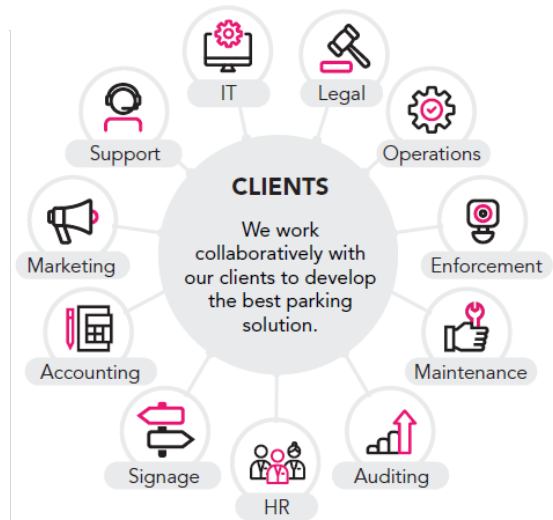 IT
Legal
Support
Operations
CLIENTS
We work
collaboratively with
our clients to develop
the best parking
solution.
Marketing
Enforcement
Accounting
Maintenance
Signage
Auditing
HR